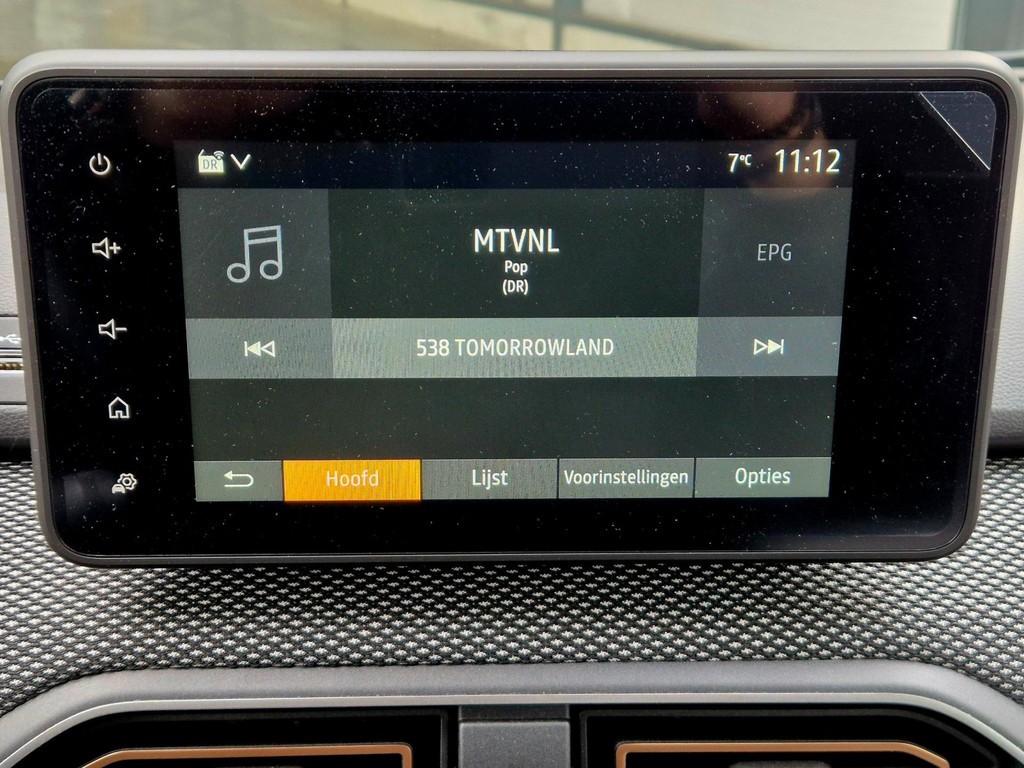 DR
7°C 11:12
MTVNL
Pop
(DR)
EPG
538 TOMORROWLAND
Hoofd
Lijst
Voorinstellingen
Opties